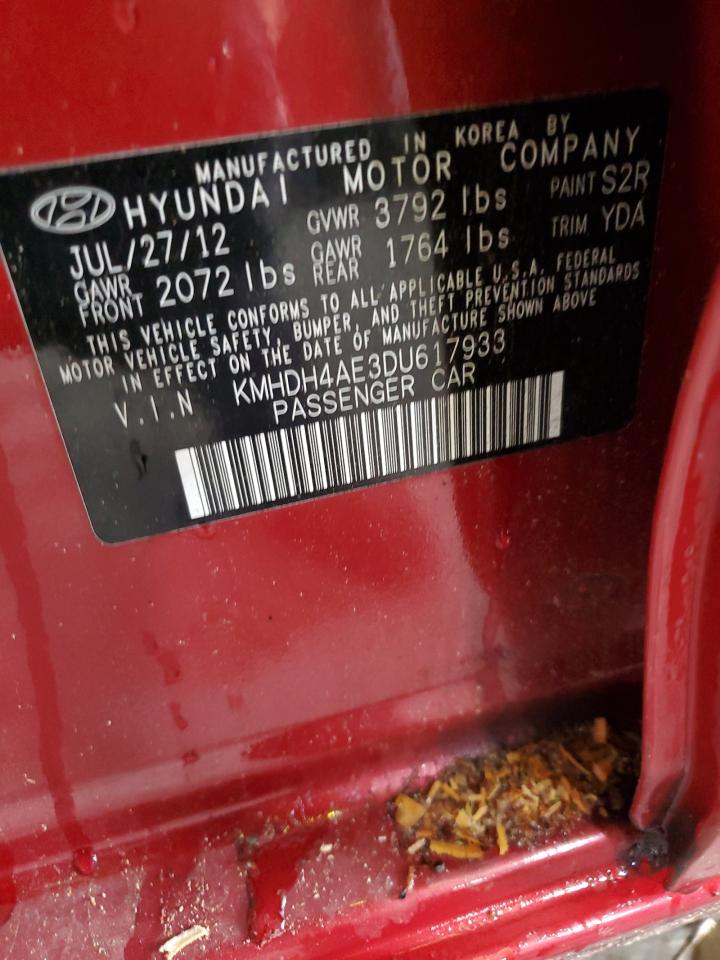 MANUFACTURED IN KOREA BY
HYUNDAI MOTOR COMPANY
JUL/27/12 GVWR 3792 lbs PAINT S2R
GAWR FRONT 2072 lbs GAWR REAR 1764 lbs TRIM YDA
THIS VEHICLE CONFORMS TO ALL APPLICABLE U.S.A. FEDERAL
MOTOR VEHICLE SAFETY, BUMPER, AND THEFT PREVENTION STANDARDS
IN EFFECT ON THE DATE OF MANUFACTURE SHOWN ABOVE
V.I.N KMHDH4AE3DU617933
PASSENGER CAR